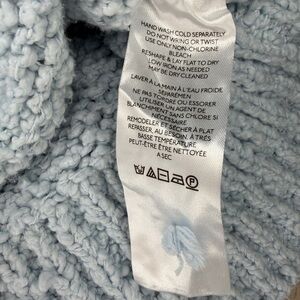 HAND WASH COLD SEPARATELY
DO NOT WRING OR TWIST
USE ONLY NON-CHLORINE
BLEACH
RESHAPE & LAY FLAT TO DRY
LOW IRON AS NEEDED
MAY BE DRY CLEANED
LAVER À LA MAIN À L'EAU FROIDE,
SÉPARÉMEN
NE PAS TORDRE OU ESSORER
UTILISER UN AGENT DE
BLANCHIMENT SANS CHLORE SI
NÉCESSAIRE
REMODELER ET SÉCHER À PLAT
REPASSER, AU BESOIN, À TRÈS
BASSE TEMPÉRATURE
PEUT-ÊTRE ÊTRE NETTOYÉE
A SEC